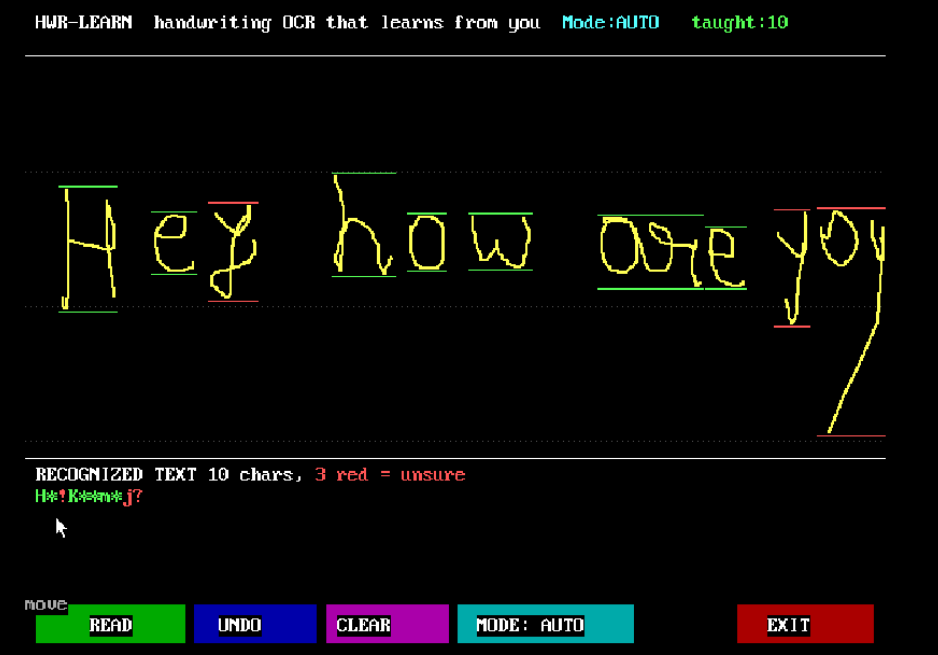 HWR-LEARN handwriting OCR that learns from you Mode:AUTO taught:10
Hey how are yoy
RECOGNIZED TEXT 10 chars, 3 red = unsure
H*!K**m*j?
move
READ UNDO CLEAR MODE: AUTO EXIT